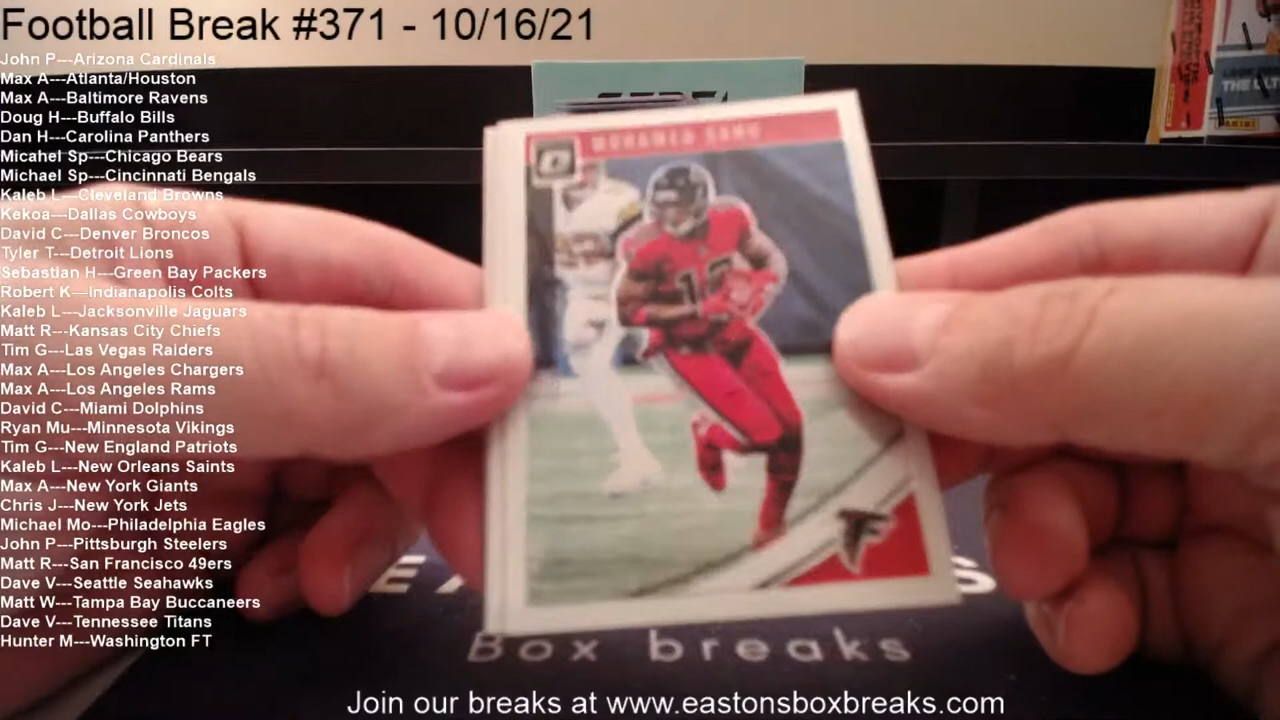 Football Break #371 - 10/16/21
John P---Arizona Cardinals
Max A---Atlanta/Houston
Max A---Baltimore Ravens
Doug H---Buffalo Bills
Dan H---Carolina Panthers
Micahel Sp---Chicago Bears
Michael Sp---Cincinnati Bengals
Kaleb L---Cleveland Browns
Kekoa---Dallas Cowboys
David C---Denver Broncos
Tyler T---Detroit Lions
Sebastian H---Green Bay Packers
Robert K---Indianapolis Colts
Kaleb L---Jacksonville Jaguars
Matt R---Kansas City Chiefs
Tim G---Las Vegas Raiders
Max A---Los Angeles Chargers
Max A---Los Angeles Rams
David C---Miami Dolphins
Ryan Mu---Minnesota Vikings
Tim G---New England Patriots
Kaleb L---New Orleans Saints
Max A---New York Giants
Chris J---New York Jets
Michael Mo---Philadelphia Eagles
John P---Pittsburgh Steelers
Matt R---San Francisco 49ers
Dave V---Seattle Seahawks
Matt W---Tampa Bay Buccaneers
Dave V---Tennessee Titans
Hunter M---Washington FT
MOHAMED SANU
12
PANINI
Box breaks
Join our breaks at www.eastonsboxbreaks.com